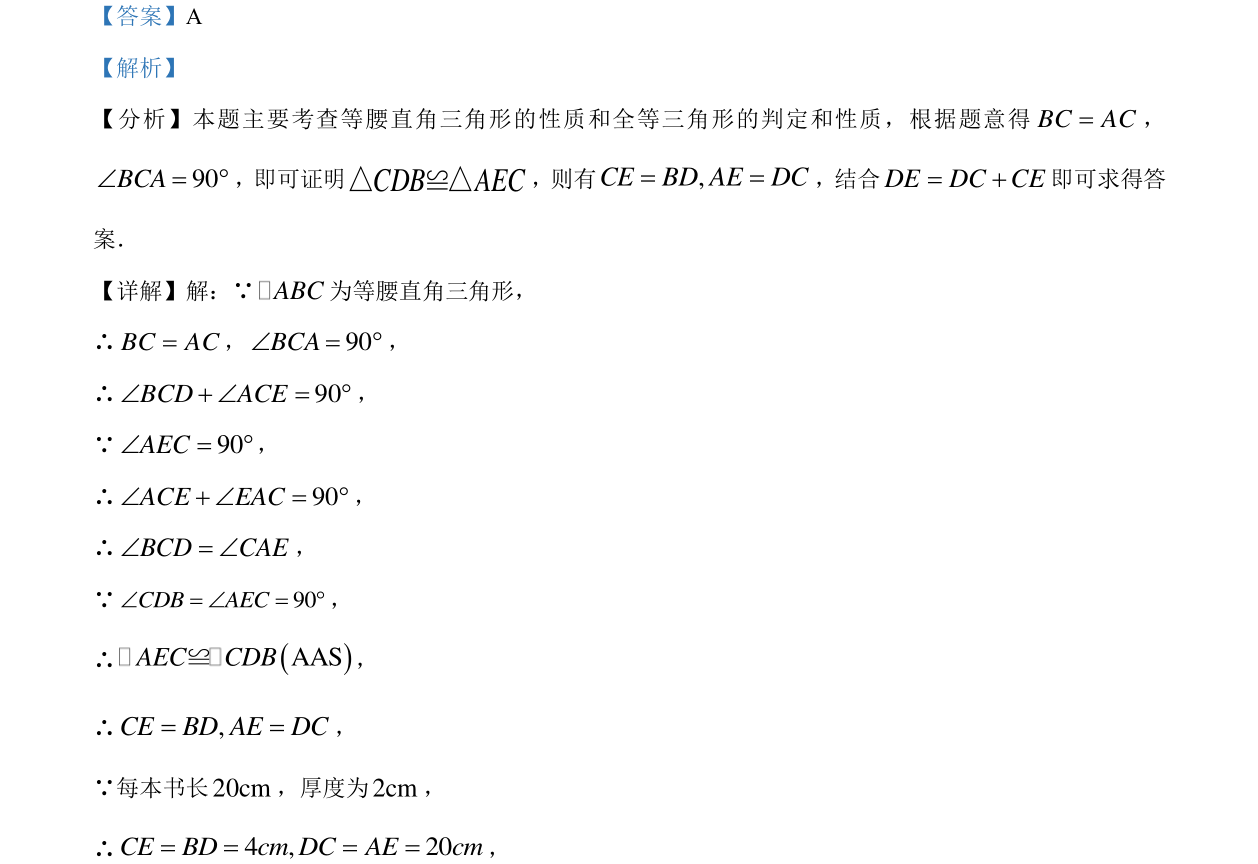 【答案】A
【解析】
【分析】本题主要考查等腰直角三角形的性质和全等三角形的判定和性质，根据题意得 BC = AC ，
∠BCA = 90° ，即可证明△CDB≌△AEC ，则有CE = BD, AE = DC ，结合DE = DC + CE 即可求得答
案．
【详解】解：∵ □ABC 为等腰直角三角形，
∴ BC = AC ， ∠BCA = 90° ，
∴ ∠BCD + ∠ACE = 90° ，
∵ ∠AEC = 90° ，
∴ ∠ACE + ∠EAC = 90° ，
∴ ∠BCD = ∠CAE ，
∵ ∠CDB = ∠AEC = 90° ，
∴ □AEC≌□CDB(AAS) ，
∴ CE = BD, AE = DC ，
∵每本书长 20cm ，厚度为 2cm ，
∴ CE = BD = 4cm, DC = AE = 20cm ，